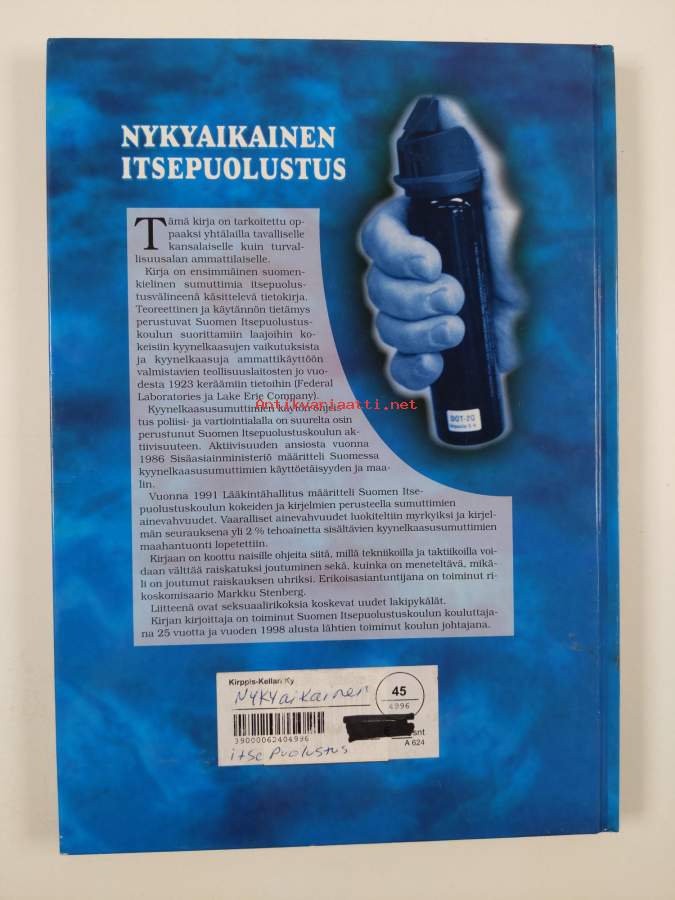 NYKYAIKAINEN
ITSEPUOLUSTUS
Tämä kirja on tarkoitettu op-
paaksi yhtälailla tavalliselle
kansalaiselle kuin turval-
lisuusalan ammattilaiselle.
Kirja on ensimmäinen suomen-
kielinen sumuttimia itsepuolus-
tusvälineenä käsittelevä tietokirja.
Teoreettinen ja käytännön tietämys
perustuvat Suomen Itsepuolustus-
koulun suorittamiin laajoihin ko-
keisiin kyynelkaasujen vaikutuksista
ja kyynelkaasuja ammattikäyttöön
valmistavien teollisuuslaitosten jo vuo-
desta 1923 keräämiin tietoihin (Federal
Laboratories ja Lake Erie Company).
Kyynelkaasusumuttimien käytön ohjeis-
tus poliisi- ja vartiointialalla on suurelta osin
perustunut Suomen Itsepuolustuskoulun ak-
tiivisuuteen. Aktiivisuuden ansiosta vuonna
1986 Sisäasiainministeriö määritteli Suomessa
kyynelkaasusumuttimien käyttöetäisyyden ja maa-
lin.
Vuonna 1991 Lääkintähallitus määritteli Suomen Itse-
puolustuskoulun kokeiden ja kirjelmien perusteella sumuttimien
ainevahvuudet. Vaaralliset ainevahvuudet luokiteltiin myrkyiksi ja kirjel-
män seurauksena yli 2 % tehoainetta sisältävien kyynelkaasusumuttimien
maahantuonti lopetettiin.
Kirjaan on koottu naisille ohjeita siitä, millä tekniikoilla ja taktiikoilla voi-
daan välttää raiskatuksi joutuminen sekä, kuinka on meneteltävä, mikä-
li on joutunut raiskauksen uhriksi. Erikoisasiantuntijana on toiminut ri-
koskomisaario Markku Stenberg.
Liitteenä ovat seksuaalirikoksia koskevat uudet lakipykälät.
Kirjan kirjoittaja on toiminut Suomen Itsepuolustuskoulun kouluttaja-
na 25 vuotta ja vuoden 1998 alusta lähtien toiminut koulun johtajana.
Antikvariaatti.net
DOT-2Q
Kirppis-Kellari Ky
Nykyaikainen
45
4996
39000062404996
snt
A 624
itse puolustus